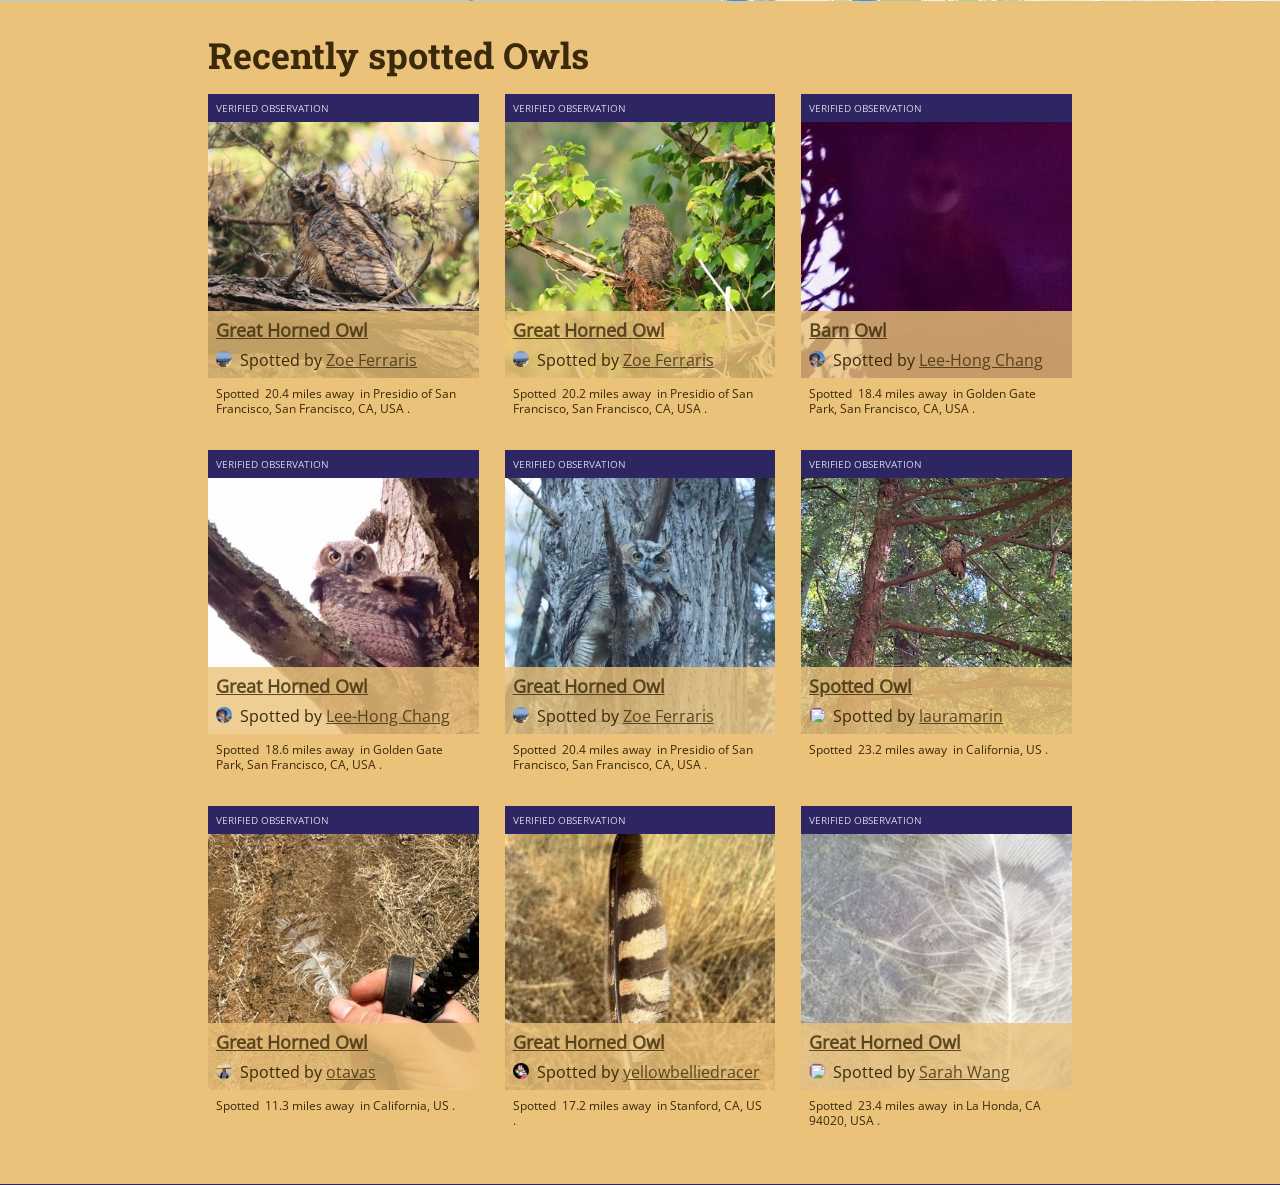 Recently spotted Owls
VERIFIED OBSERVATION
Great Horned Owl
Spotted by Zoe Ferraris
Spotted 20.4 miles away in Presidio of San
Francisco, San Francisco, CA, USA .
VERIFIED OBSERVATION
Great Horned Owl
Spotted by Zoe Ferraris
Spotted 20.2 miles away in Presidio of San
Francisco, San Francisco, CA, USA .
VERIFIED OBSERVATION
Barn Owl
Spotted by Lee-Hong Chang
Spotted 18.4 miles away in Golden Gate
Park, San Francisco, CA, USA .
VERIFIED OBSERVATION
Great Horned Owl
Spotted by Lee-Hong Chang
Spotted 18.6 miles away in Golden Gate
Park, San Francisco, CA, USA .
VERIFIED OBSERVATION
Great Horned Owl
Spotted by Zoe Ferraris
Spotted 20.4 miles away in Presidio of San
Francisco, San Francisco, CA, USA .
VERIFIED OBSERVATION
Spotted Owl
Spotted by lauramarin
Spotted 23.2 miles away in California, US .
VERIFIED OBSERVATION
Great Horned Owl
Spotted by otavas
Spotted 11.3 miles away in California, US .
VERIFIED OBSERVATION
Great Horned Owl
Spotted by yellowbelliedracer
Spotted 17.2 miles away in Stanford, CA, US
.
VERIFIED OBSERVATION
Great Horned Owl
Spotted by Sarah Wang
Spotted 23.4 miles away in La Honda, CA
94020, USA .